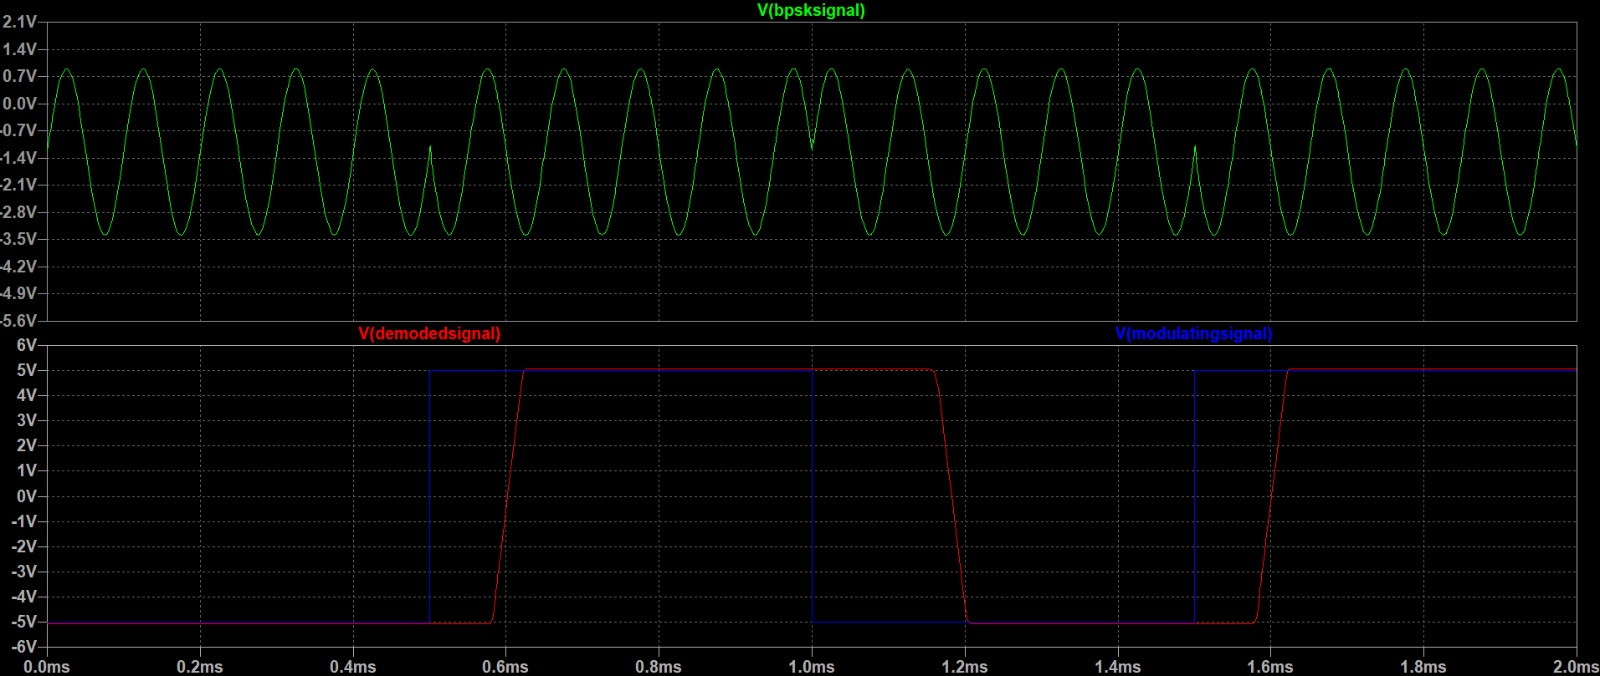 V(bpsksignal)
2.1V
1.4V
0.7V
0.0V
-0.7V
-1.4V
-2.1V
-2.8V
-3.5V
-4.2V
-4.9V
-5.6V
V(demodedsignal) V(modulatingsignal)
6V
5V
4V
3V
2V
1V
0V
-1V
-2V
-3V
-4V
-5V
-6V
0.0ms 0.2ms 0.4ms 0.6ms 0.8ms 1.0ms 1.2ms 1.4ms 1.6ms 1.8ms 2.0ms